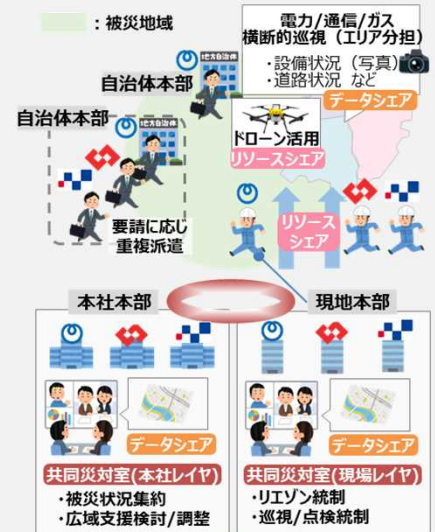 ：被災地域
電力/通信/ガス
横断的巡視（エリア分担）
・設備状況（写真）
・道路状況 など
データシェア
地方自治体
自治体本部
自治体本部
地方自治体
ドローン活用
リソースシェア
要請に応じ
重複派遣
リソース
シェア
本社本部
現地本部
データシェア
データシェア
共同災対室(本社レイヤ)
・被災状況集約
・広域支援検討/調整
共同災対室(現場レイヤ)
・リエゾン統制
・巡視/点検統制